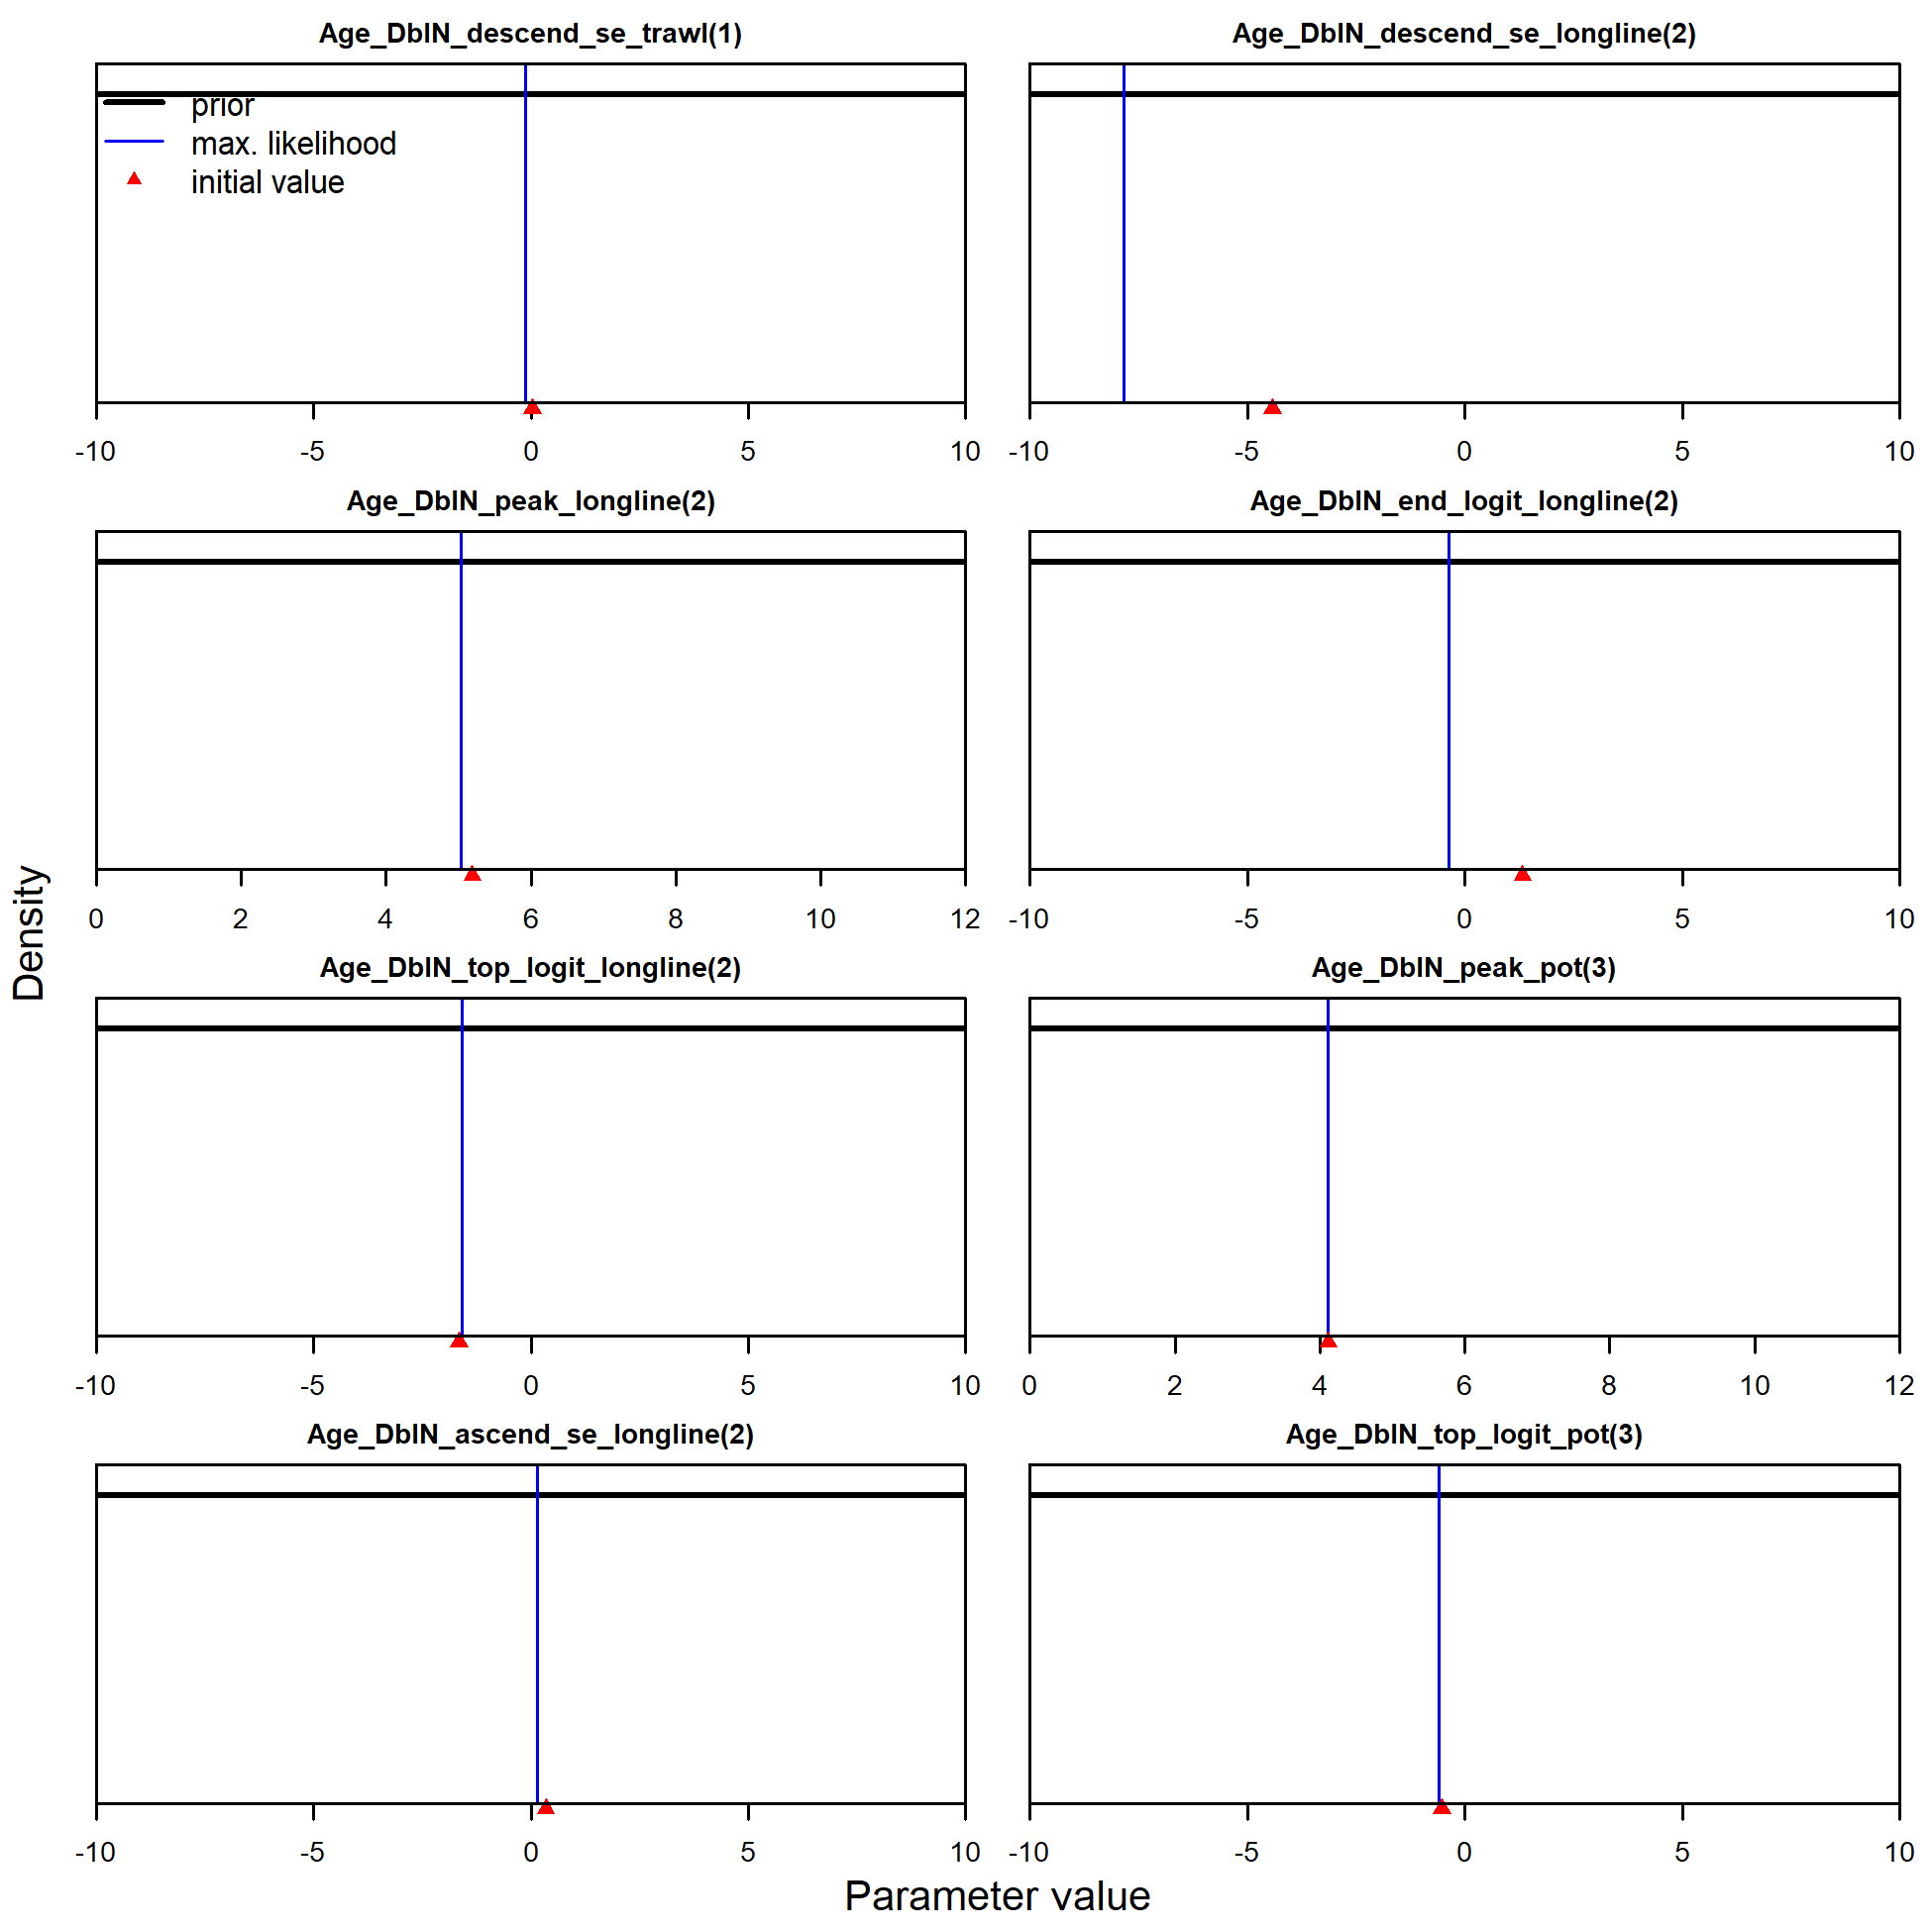 Age_DblN_descend_se_trawl(1)
prior
max. likelihood
initial value
-10 -5 0 5 10
Age_DblN_descend_se_longline(2)
-10 -5 0 5 10
Age_DblN_peak_longline(2)
0 2 4 6 8 10 12
Age_DblN_end_logit_longline(2)
-10 -5 0 5 10
Age_DblN_top_logit_longline(2)
-10 -5 0 5 10
Age_DblN_peak_pot(3)
0 2 4 6 8 10 12
Age_DblN_ascend_se_longline(2)
-10 -5 0 5 10
Age_DblN_top_logit_pot(3)
-10 -5 0 5 10
Density
Parameter value